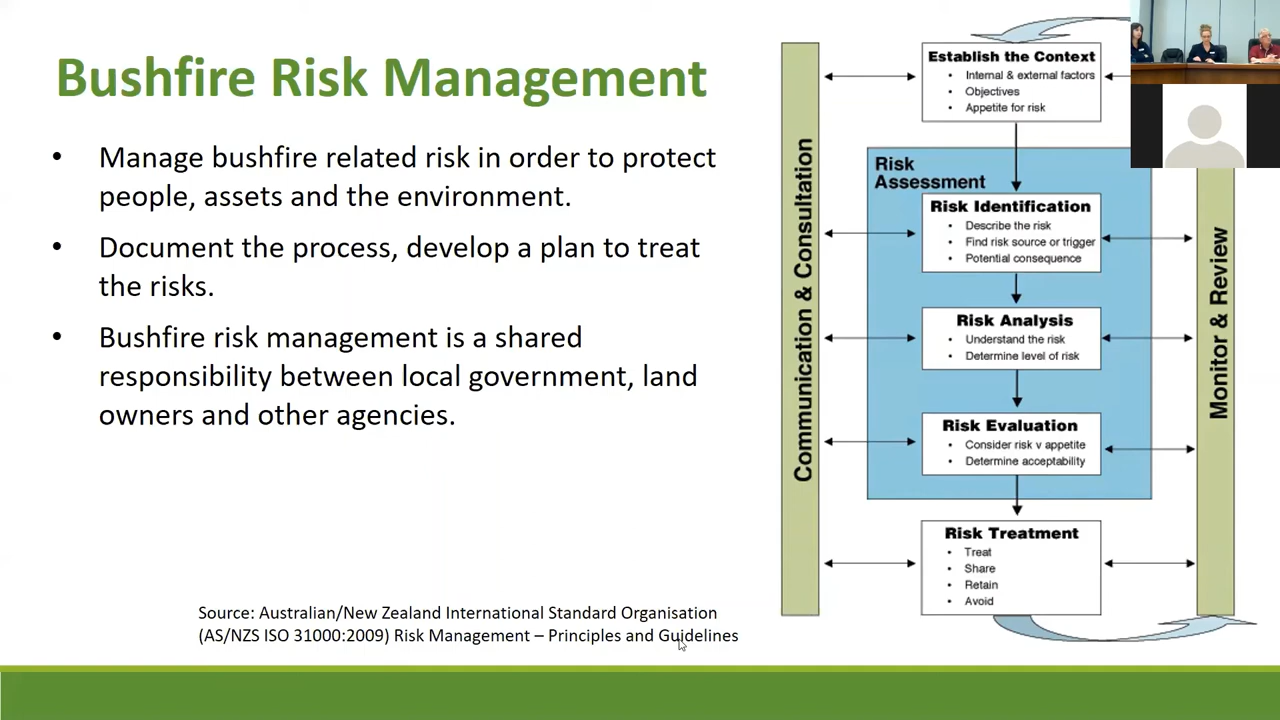 Bushfire Risk Management
• Manage bushfire related risk in order to protect
people, assets and the environment.
• Document the process, develop a plan to treat
the risks.
• Bushfire risk management is a shared
responsibility between local government, land
owners and other agencies.
Source: Australian/New Zealand International Standard Organisation
(AS/NZS ISO 31000:2009) Risk Management – Principles and Guidelines
Communication & Consultation
Establish the Context
• Internal & external factors
• Objectives
• Appetite for risk
Risk
Assessment
Risk Identification
• Describe the risk
• Find risk source or trigger
• Potential consequence
Risk Analysis
• Understand the risk
• Determine level of risk
Risk Evaluation
• Consider risk v appetite
• Determine acceptability
Risk Treatment
• Treat
• Share
• Retain
• Avoid
Monitor & Review